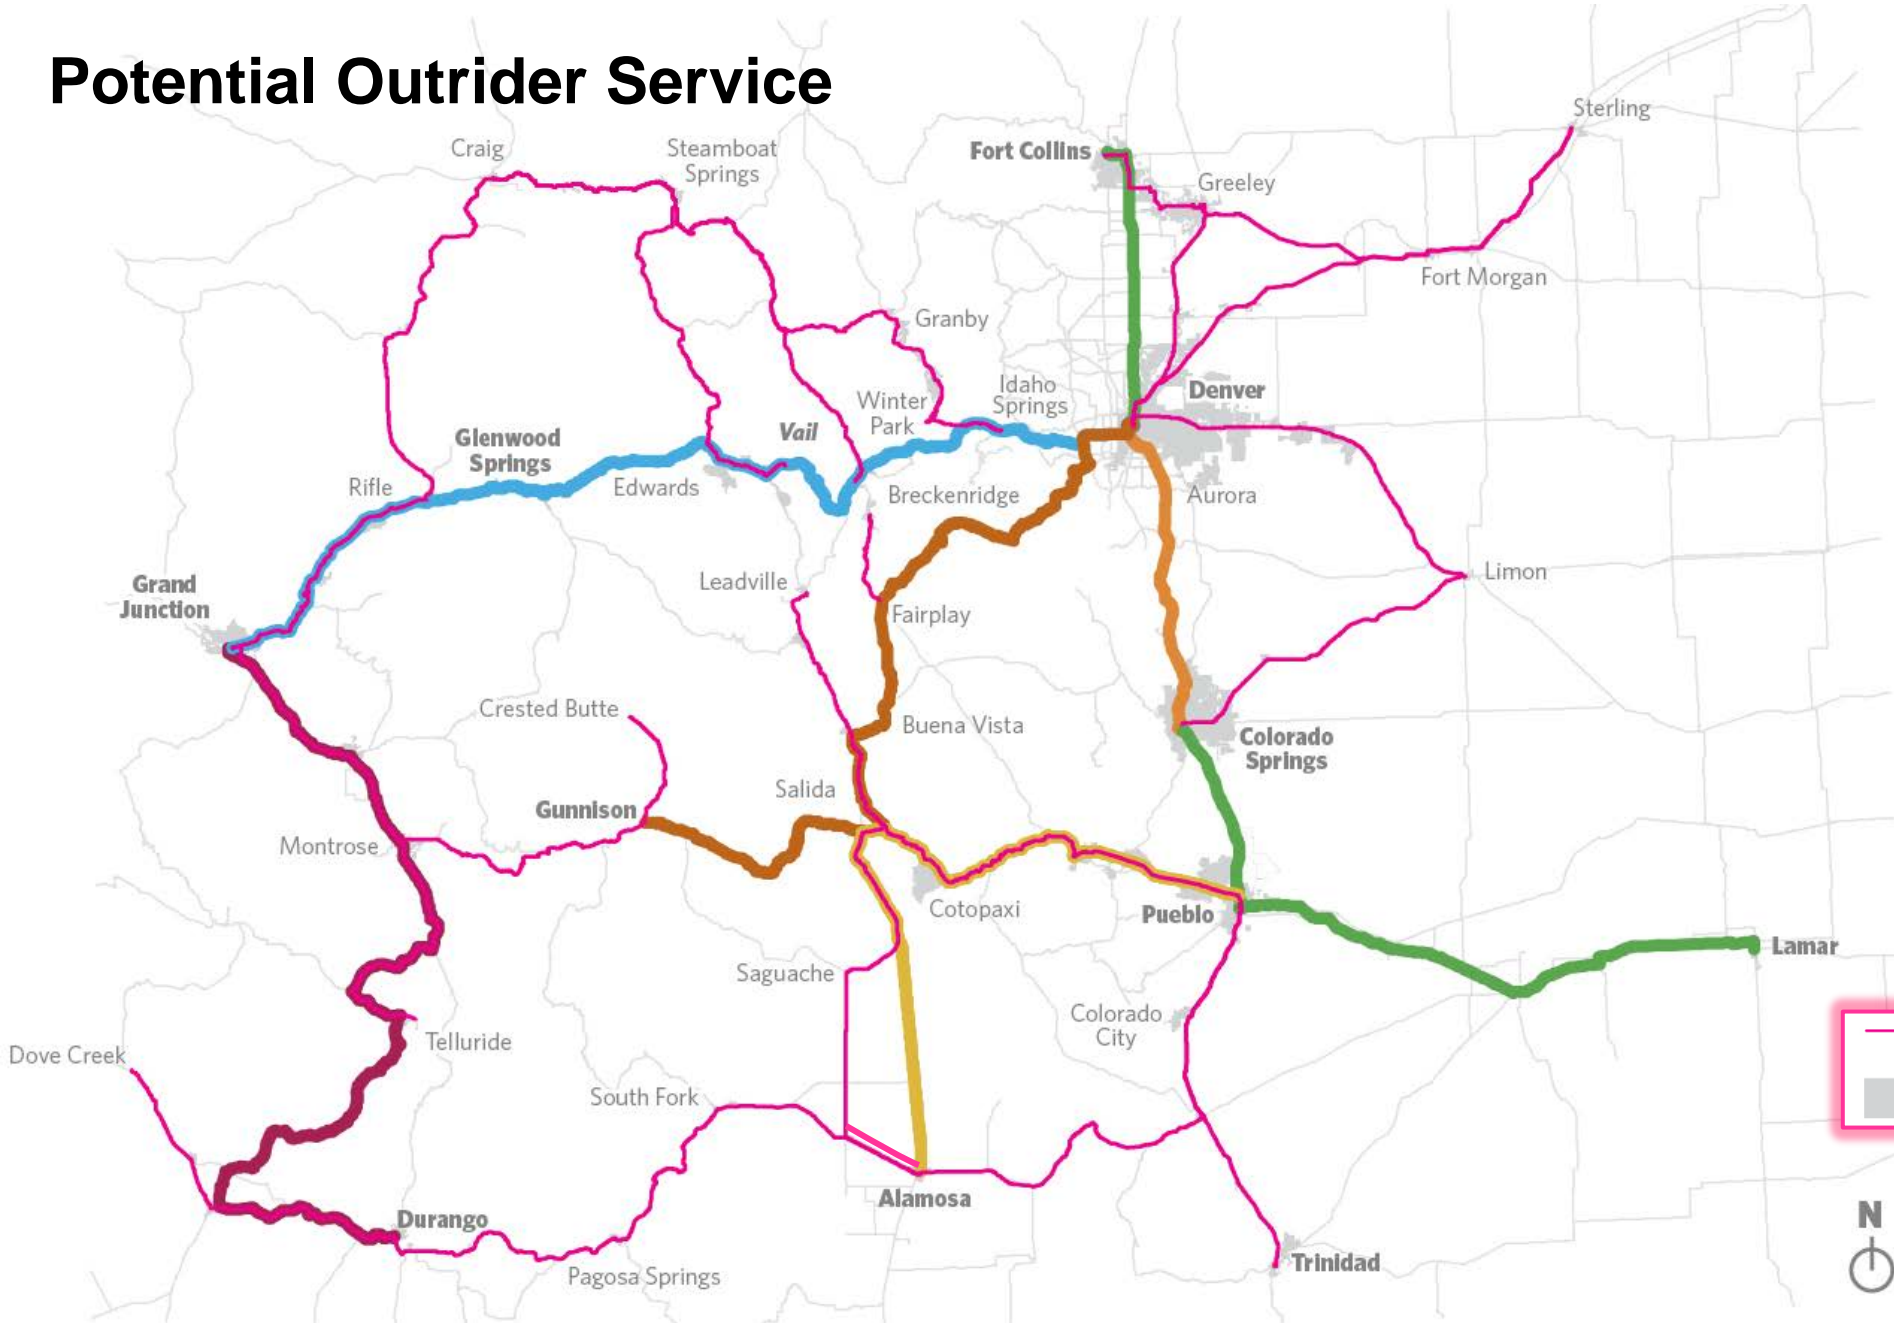 Potential Outrider Service
Sterling
Craig
Steamboat
Springs
Fort Collins
Greeley
Fort Morgan
Granby
Idaho
Springs
Denver
Winter
Park
Vail
Glenwood
Springs
Rifle
Edwards
Breckenridge
Aurora
Limon
Leadville
Grand
Junction
Fairplay
Crested Butte
Buena Vista
Colorado
Springs
Salida
Gunnison
Montrose
Cotopaxi
Pueblo
Lamar
Saguache
Colorado
City
Telluride
Dove Creek
South Fork
Alamosa
Durango
N
Pagosa Springs
Trinidad